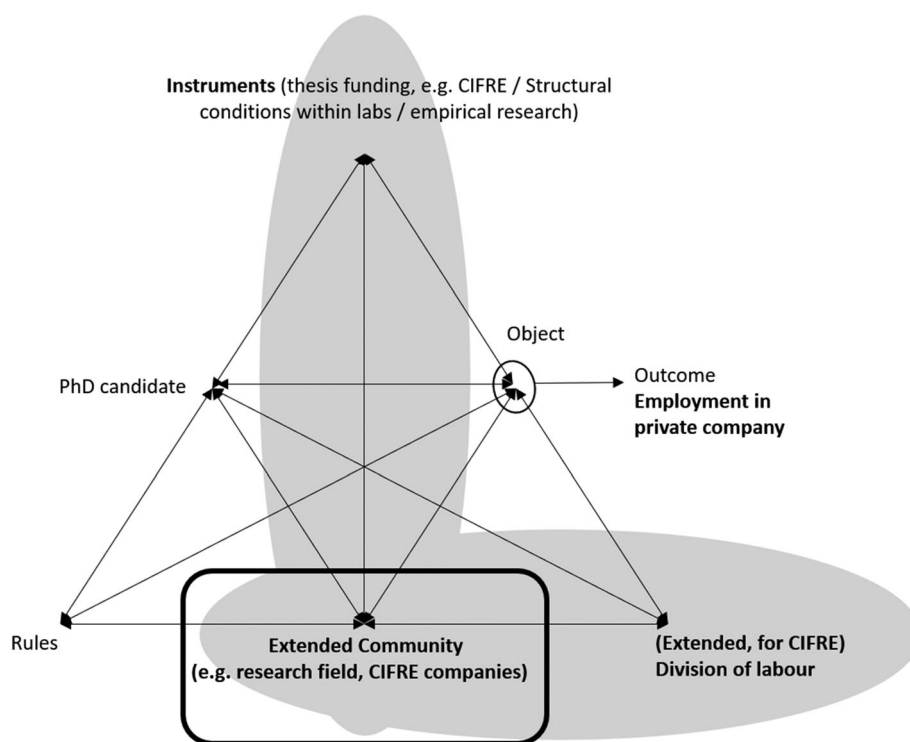 Instruments (thesis funding, e.g. CIFRE / Structural
conditions within labs / empirical research)
Object
PhD candidate
Outcome
Employment in
private company
Rules
Extended Community
(e.g. research field, CIFRE companies)
(Extended, for CIFRE)
Division of labour